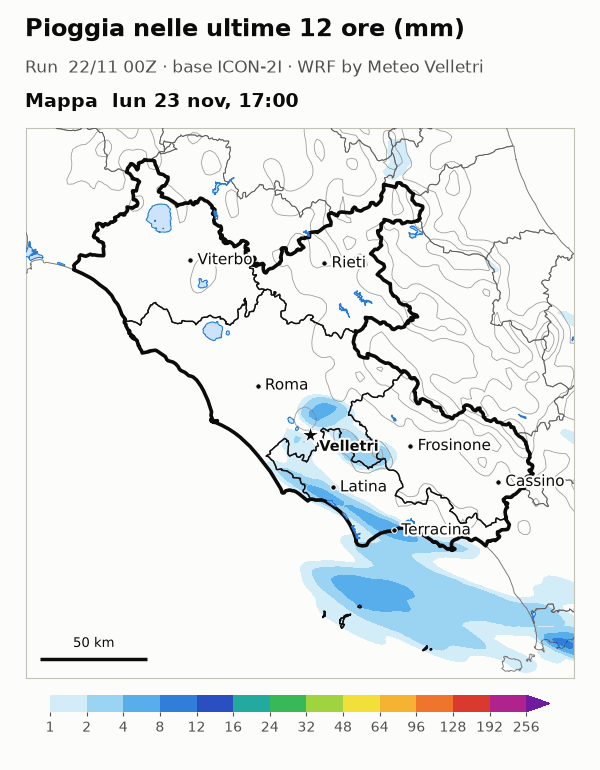 Pioggia nelle ultime 12 ore (mm)
Run 22/11 00Z · base ICON-2I · WRF by Meteo Velletri
Mappa lun 23 nov, 17:00
Viterbo
Rieti
Roma
Velletri
Frosinone
Latina
Cassino
Terracina
50 km
1 2 4 8 12 16 24 32 48 64 96 128 192 256